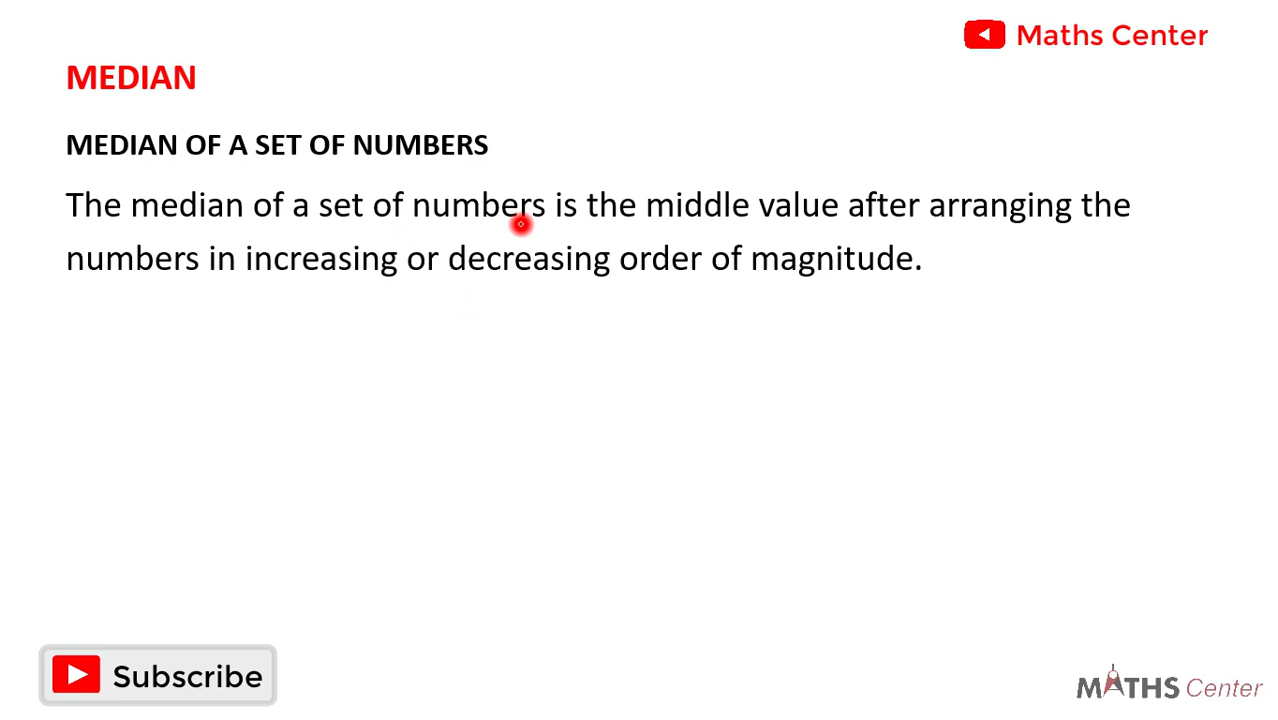 Maths Center
MEDIAN
MEDIAN OF A SET OF NUMBERS
The median of a set of numbers is the middle value after arranging the
numbers in increasing or decreasing order of magnitude.
Subscribe
MATHS Center